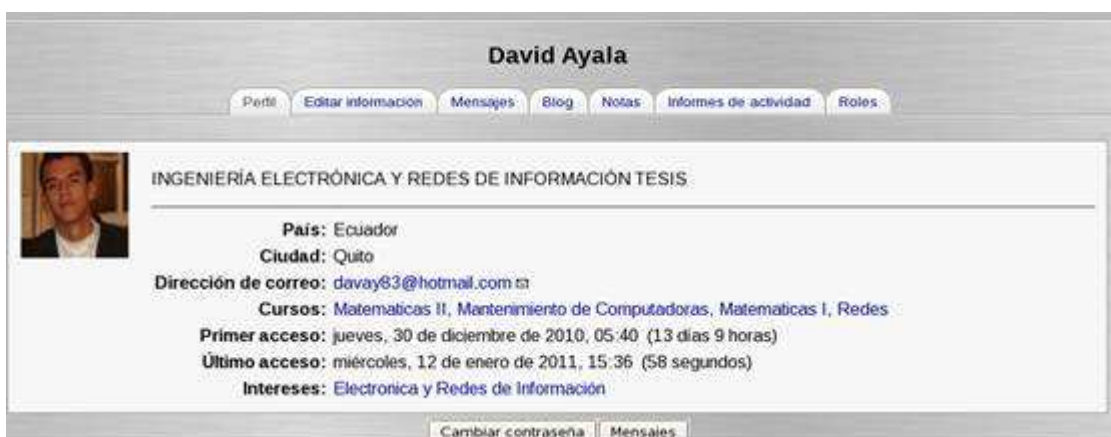 David Ayala
Perfil Editar información Mensajes Blog Notas Informes de actividad Roles
INGENIERÍA ELECTRÓNICA Y REDES DE INFORMACIÓN TESIS
País: Ecuador
Ciudad: Quito
Dirección de correo: davay83@hotmail.com
Cursos: Matematicas II, Mantenimiento de Computadoras, Matematicas I, Redes
Primer acceso: jueves, 30 de diciembre de 2010, 05:40 (13 días 9 horas)
Último acceso: miércoles, 12 de enero de 2011, 15:36 (58 segundos)
Intereses: Electronica y Redes de Información
Cambiar contraseña Mensajes